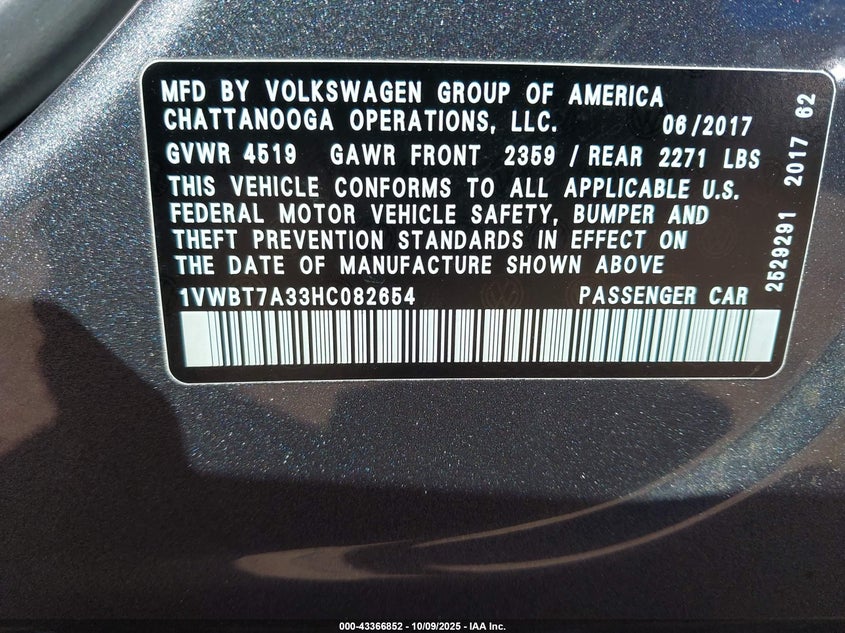 MFD BY VOLKSWAGEN GROUP OF AMERICA
CHATTANOOGA OPERATIONS, LLC. 06/2017
GVWR 4519 GAWR FRONT 2359 / REAR 2271 LBS
THIS VEHICLE CONFORMS TO ALL APPLICABLE U.S.
FEDERAL MOTOR VEHICLE SAFETY, BUMPER AND
THEFT PREVENTION STANDARDS IN EFFECT ON
THE DATE OF MANUFACTURE SHOWN ABOVE
1VWBT7A33HC082654 PASSENGER CAR
2529291 2017 62
000-43366852 - 10/09/2025 - IAA Inc.